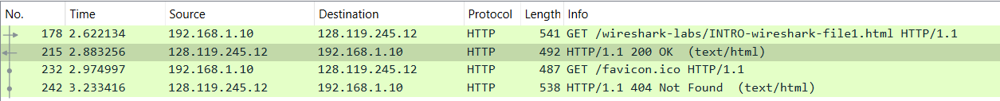 No. Time Source Destination Protocol Length Info
178 2.622134 192.168.1.10 128.119.245.12 HTTP 541 GET /wireshark-labs/INTRO-wireshark-file1.html HTTP/1.1
215 2.883256 128.119.245.12 192.168.1.10 HTTP 492 HTTP/1.1 200 OK (text/html)
232 2.974997 192.168.1.10 128.119.245.12 HTTP 487 GET /favicon.ico HTTP/1.1
242 3.233416 128.119.245.12 192.168.1.10 HTTP 538 HTTP/1.1 404 Not Found (text/html)